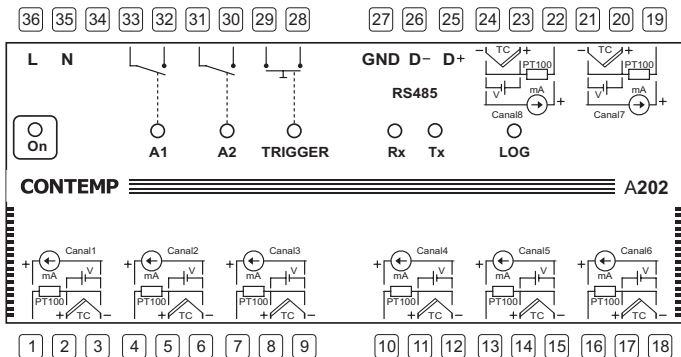 36 35 34 33 32 31 30 29 28 27 26 25 24 23 22 21 20 19
L N GND D- D+
TC TC
PT100 PT100
RS485
V mA + V mA +
Canal8 Canal7
On A1 A2 TRIGGER Rx Tx LOG
CONTEMP A202
Canal1 Canal2 Canal3 Canal4 Canal5 Canal6
+ mA V + mA V + mA V + mA V + mA V + mA V
PT100 PT100 PT100 PT100 PT100 PT100
+ TC − + TC − + TC − + TC − + TC − + TC −
1 2 3 4 5 6 7 8 9 10 11 12 13 14 15 16 17 18